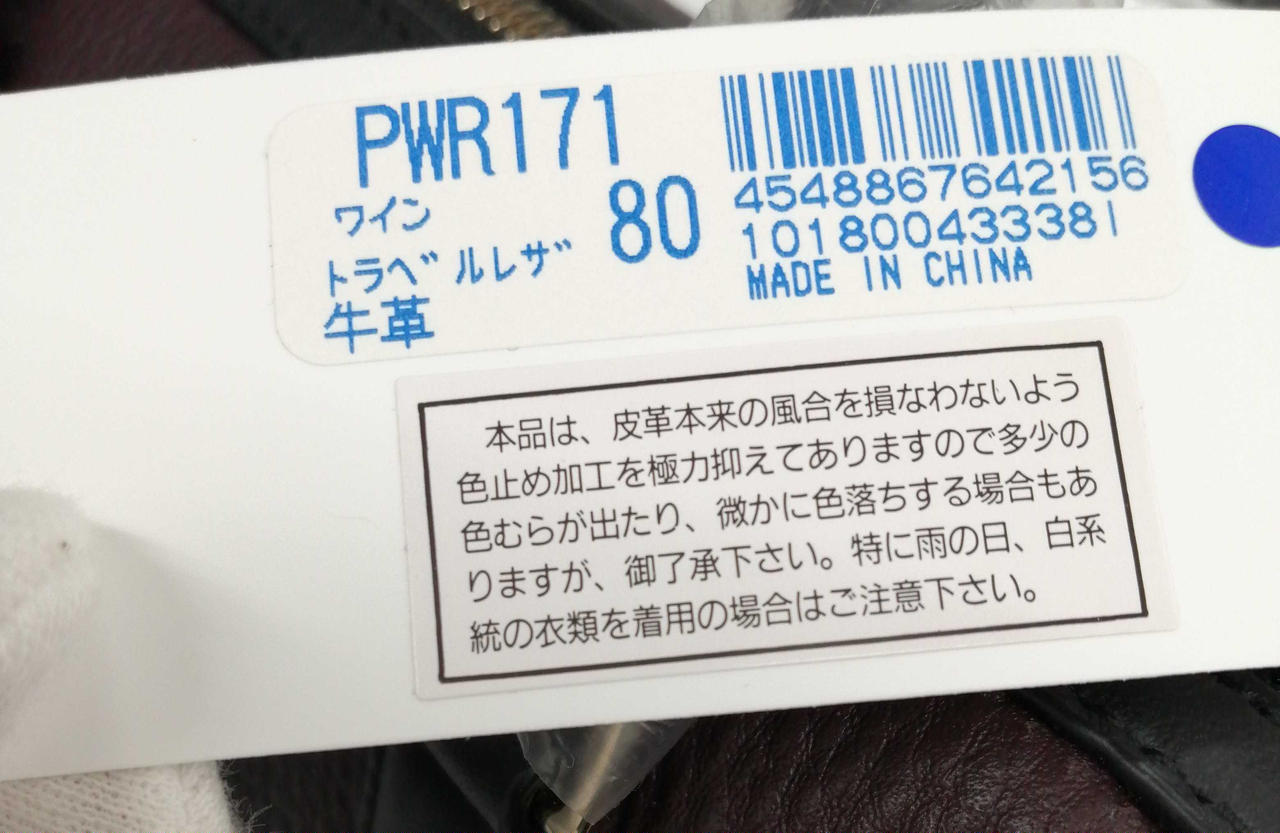 PWR171
ワイン 80
トラベルレザー
牛革
4548867642156
101800433381
MADE IN CHINA
本品は、皮革本来の風合を損なわないよう
色止め加工を極力抑えてありますので多少の
色むらが出たり、微かに色落ちする場合もあ
りますが、御了承下さい。特に雨の日、白系
統の衣類を着用の場合はご注意下さい。